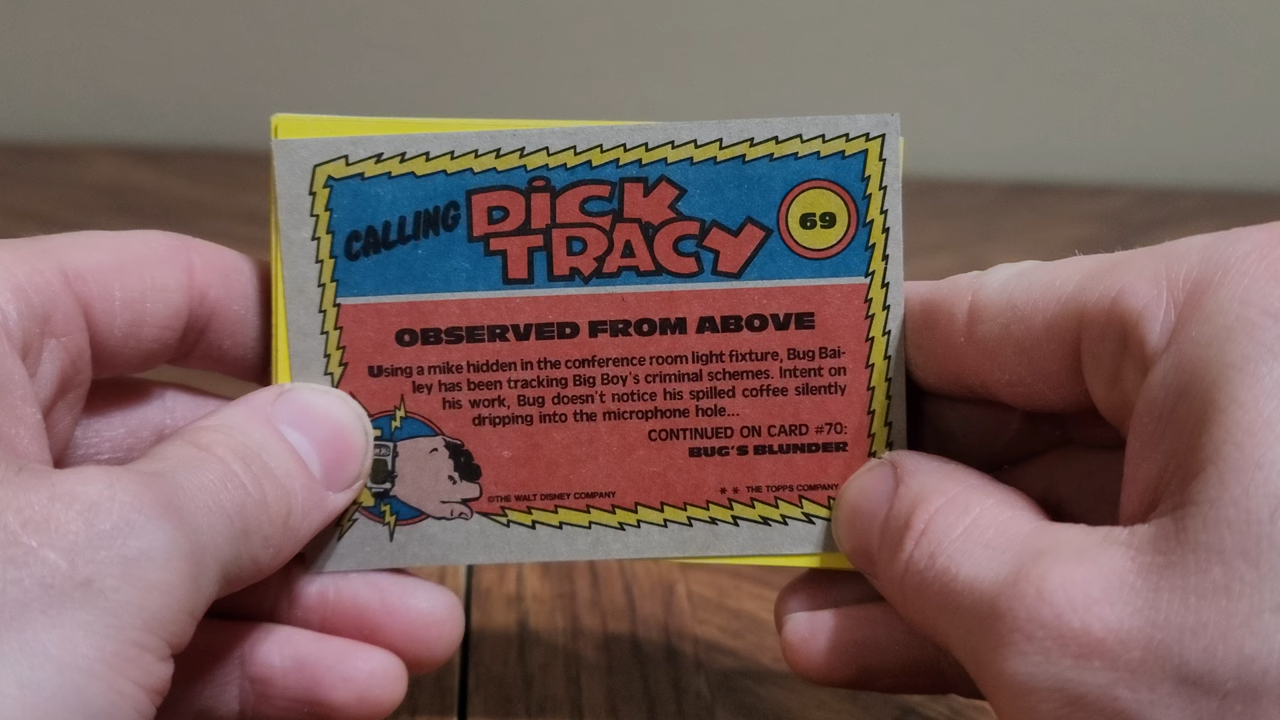 CALLING
DICK
TRACY
69
OBSERVED FROM ABOVE
Using a mike hidden in the conference room light fixture, Bug Bai-
ley has been tracking Big Boy's criminal schemes. Intent on
his work, Bug doesn't notice his spilled coffee silently
dripping into the microphone hole...
CONTINUED ON CARD #70:
BUG'S BLUNDER
©THE WALT DISNEY COMPANY
* * THE TOPPS COMPANY